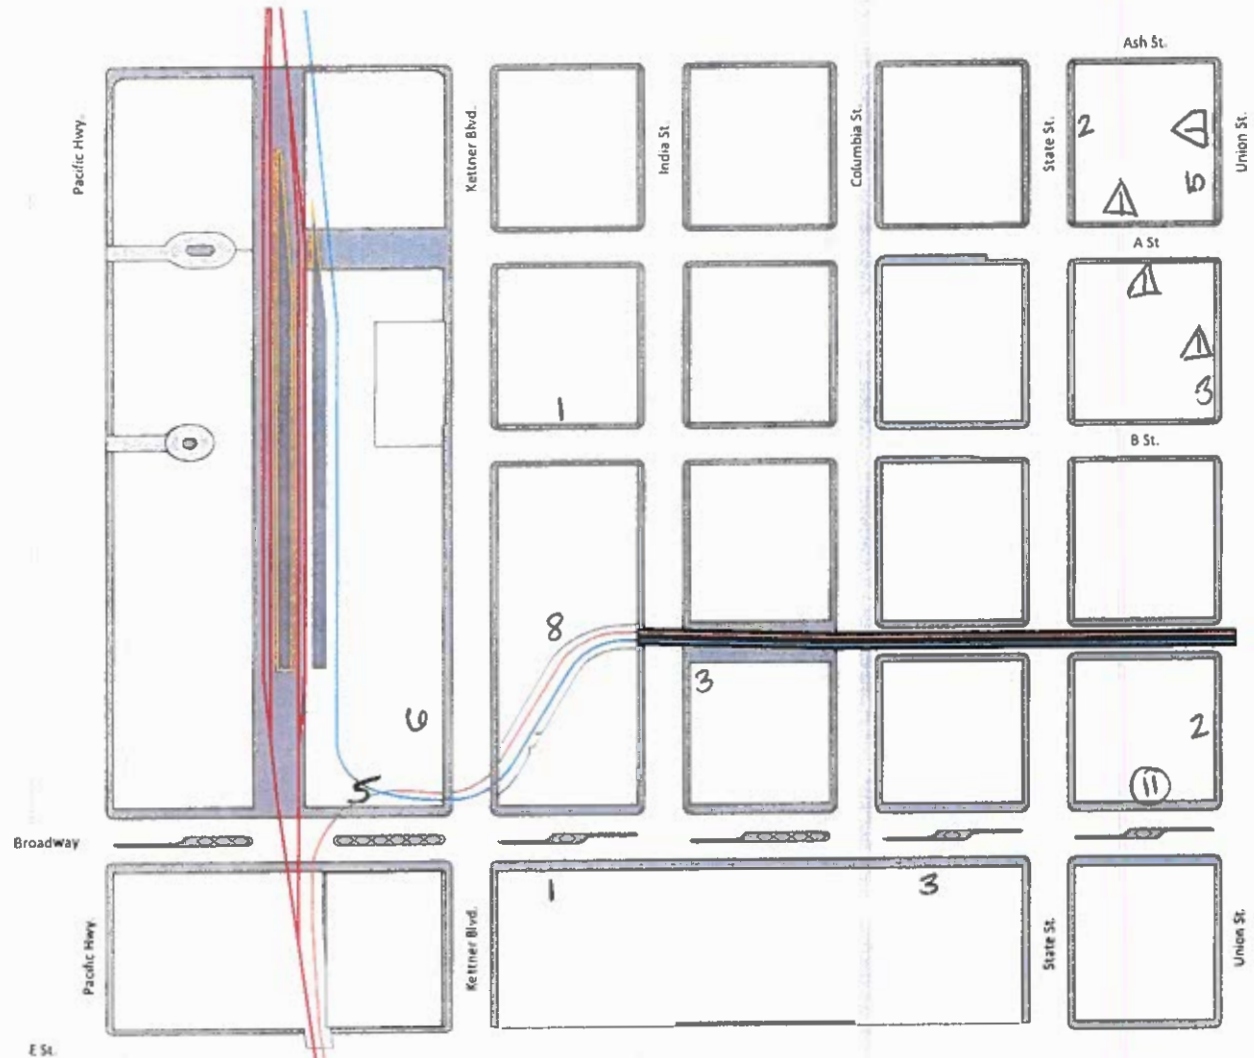 Ash St.
Pacific Hwy.
Kettner Blvd.
India St.
Columbia St.
State St.
Union St.
2
15
A St
3
1
B St.
8
3
6
2
5
11
Broadway
1
3
Pacific Hwy.
Kettner Blvd.
State St.
Union St.
E St.